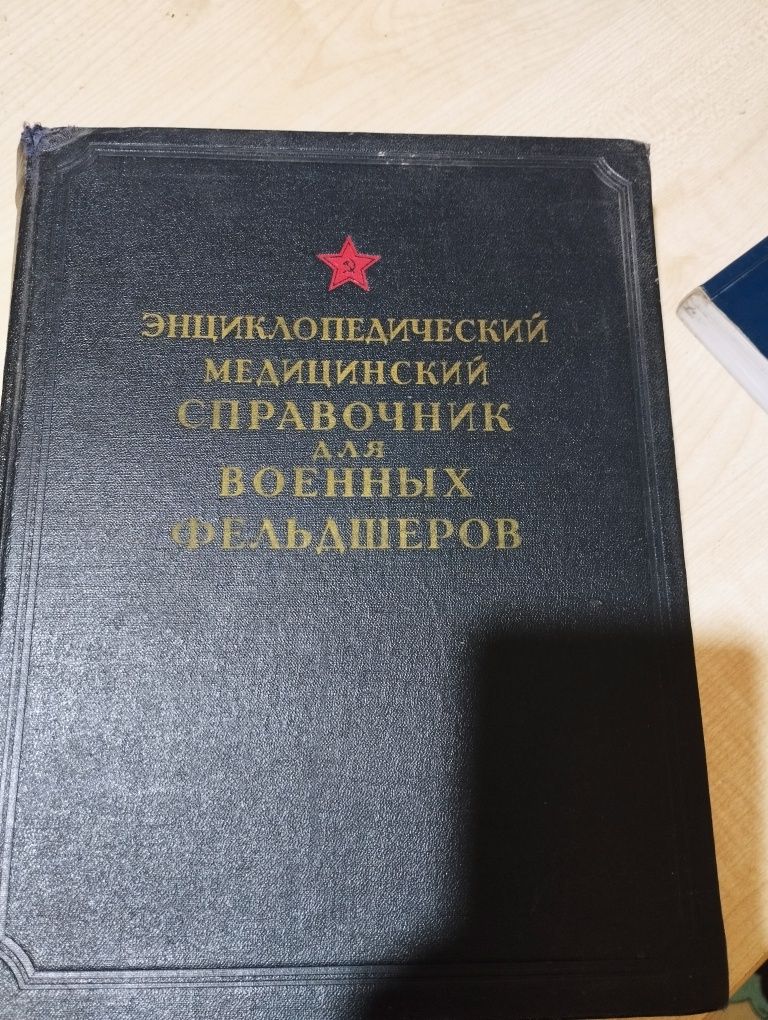 ЭНЦИКЛОПЕДИЧЕСКИЙ
МЕДИЦИНСКИЙ
СПРАВОЧНИК
ДЛЯ
ВОЕННЫХ
ФЕЛЬДШЕРОВ